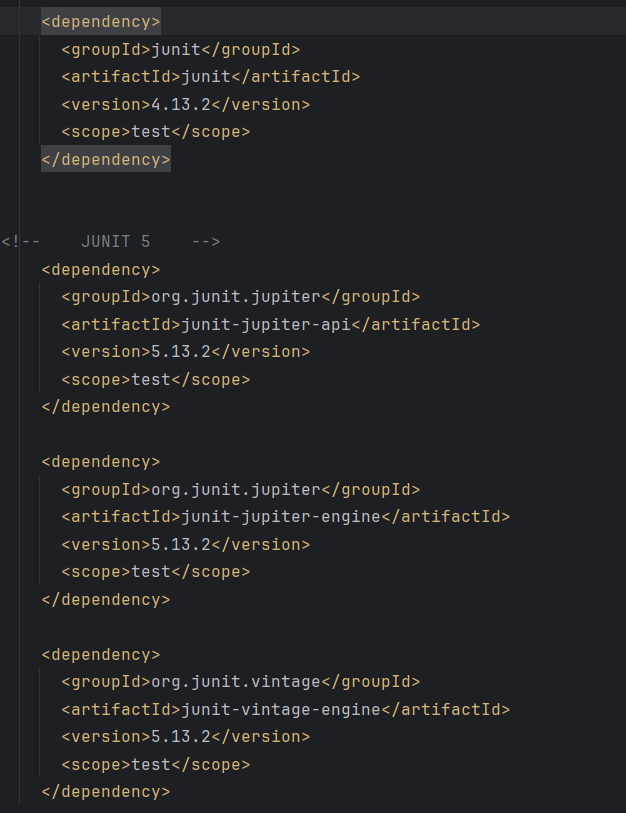 <dependency>
<groupId>junit</groupId>
<artifactId>junit</artifactId>
<version>4.13.2</version>
<scope>test</scope>
</dependency>
<!--    JUNIT 5    -->
<dependency>
<groupId>org.junit.jupiter</groupId>
<artifactId>junit-jupiter-api</artifactId>
<version>5.13.2</version>
<scope>test</scope>
</dependency>
<dependency>
<groupId>org.junit.jupiter</groupId>
<artifactId>junit-jupiter-engine</artifactId>
<version>5.13.2</version>
<scope>test</scope>
</dependency>
<dependency>
<groupId>org.junit.vintage</groupId>
<artifactId>junit-vintage-engine</artifactId>
<version>5.13.2</version>
<scope>test</scope>
</dependency>